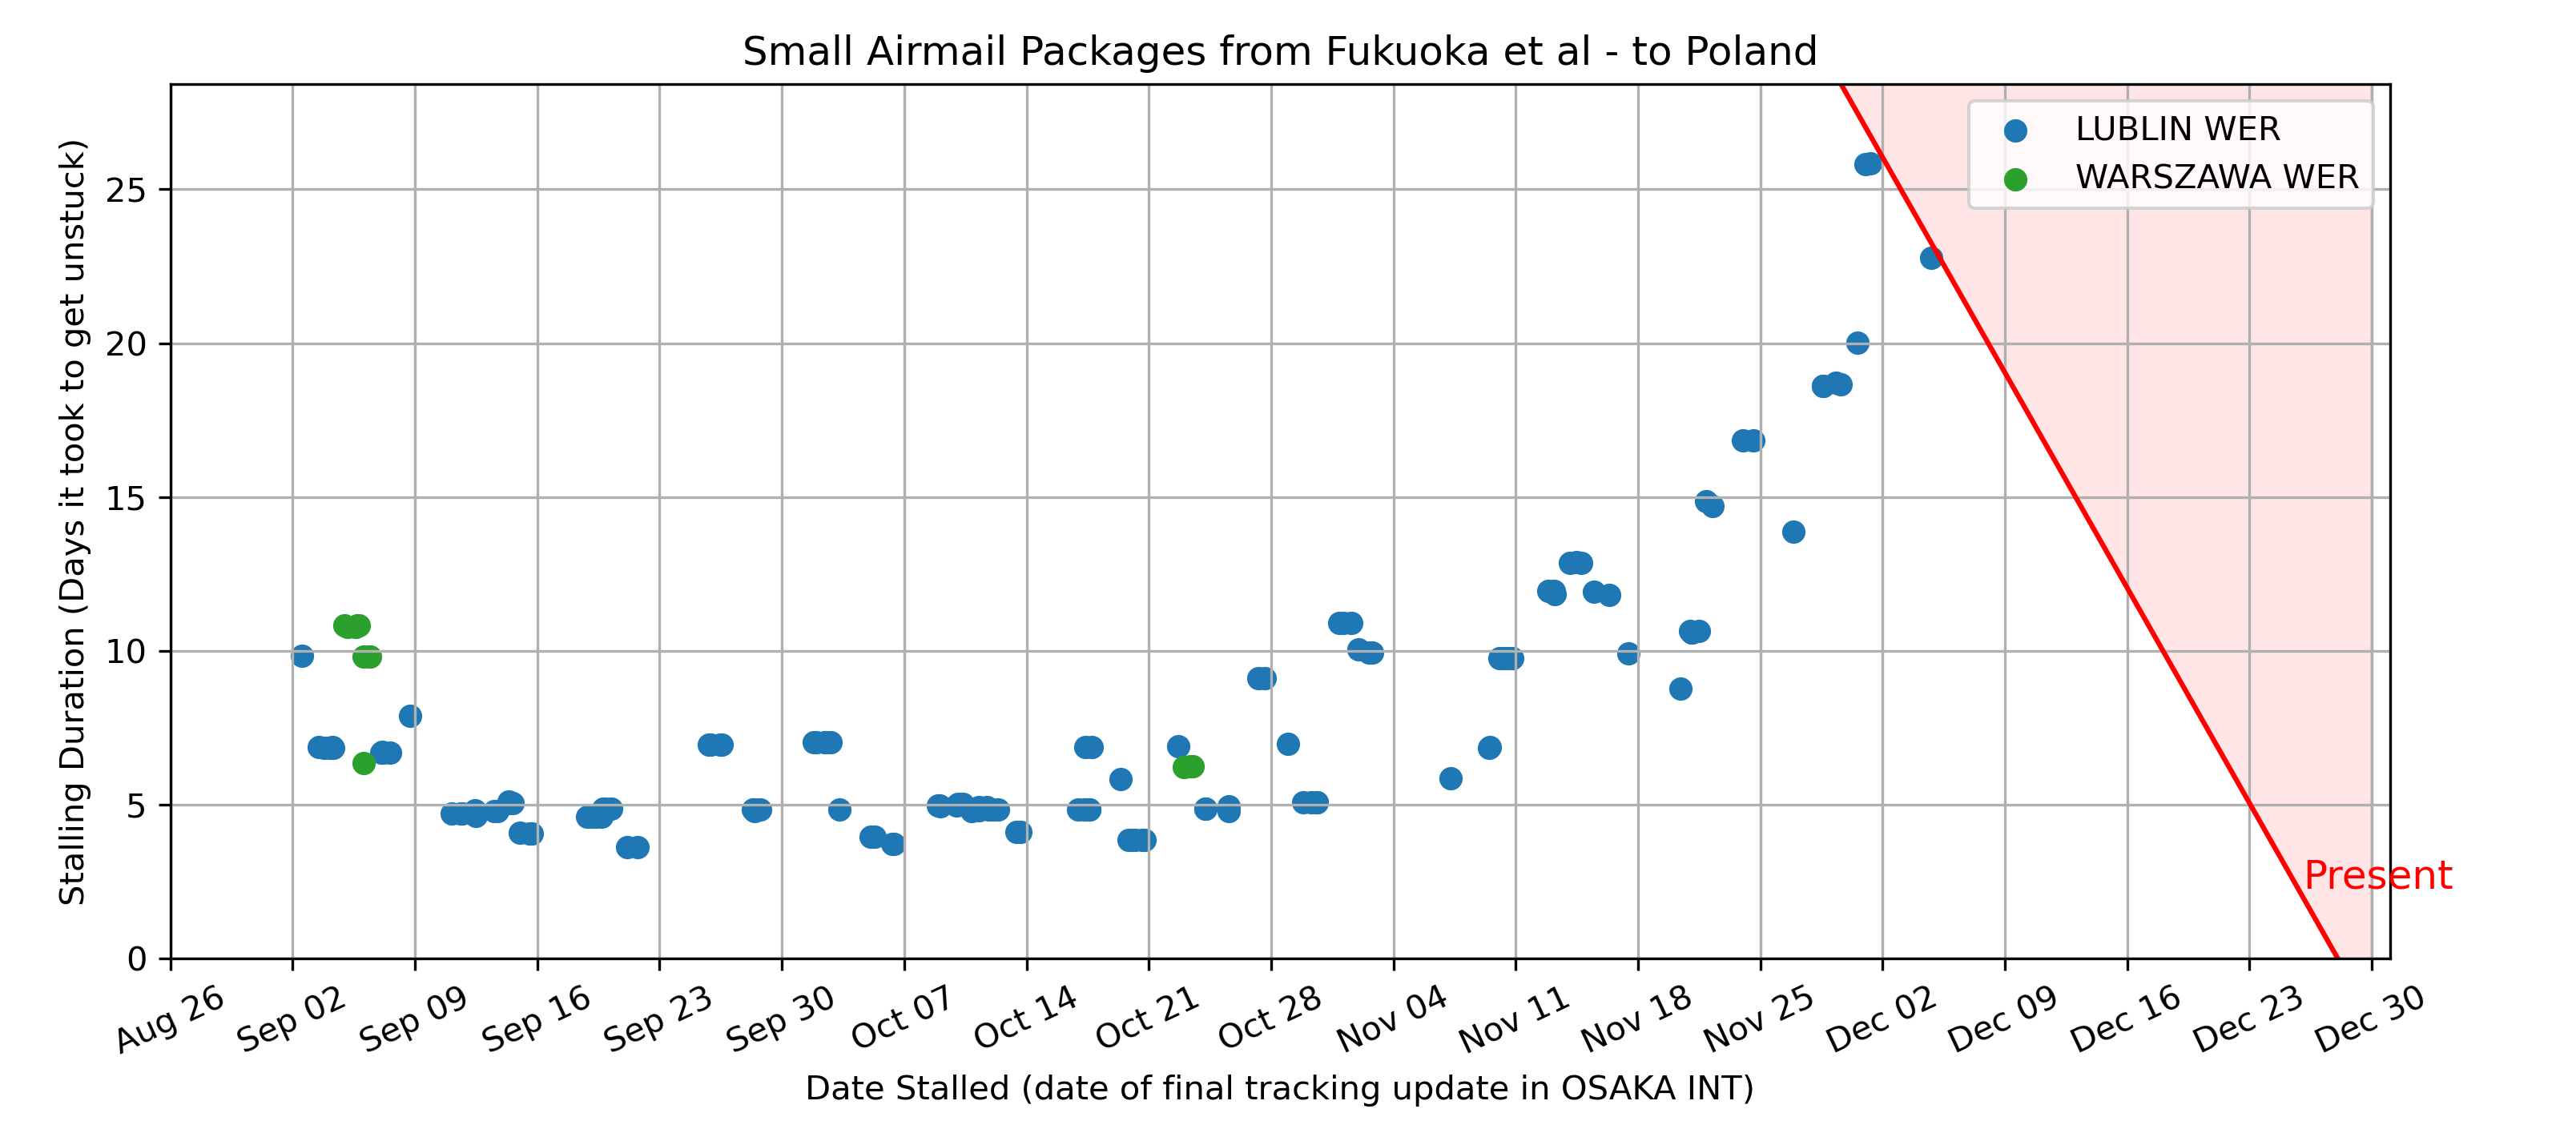 Small Airmail Packages from Fukuoka et al - to Poland
LUBLIN WER
WARSZAWA WER
Stalling Duration (Days it took to get unstuck)
25
20
15
10
5
0
Present
Aug 26
Sep 02
Sep 09
Sep 16
Sep 23
Sep 30
Oct 07
Oct 14
Oct 21
Oct 28
Nov 04
Nov 11
Nov 18
Nov 25
Dec 02
Dec 09
Dec 16
Dec 23
Dec 30
Date Stalled (date of final tracking update in OSAKA INT)